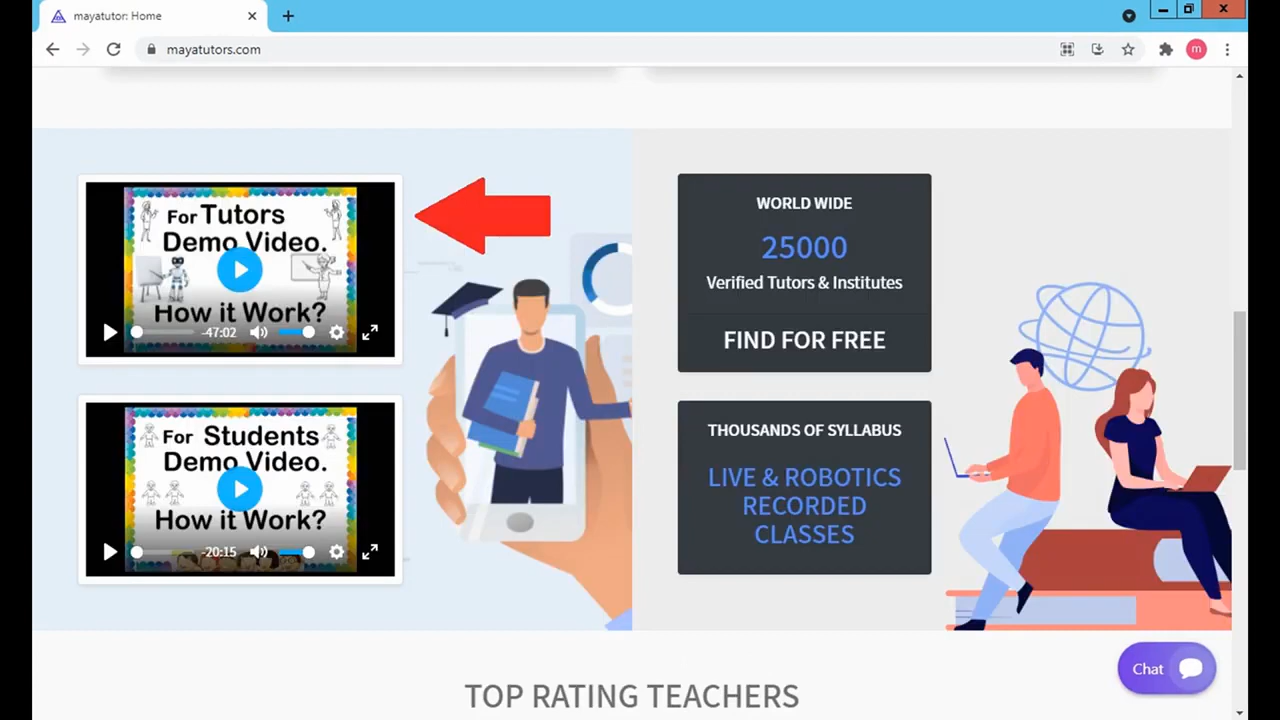 mayatutor: Home
mayatutors.com
m
For Tutors
Demo Video.
How it Work?
-47:02
For Students
Demo Video.
How it Work?
-20:15
WORLD WIDE
25000
Verified Tutors & Institutes
FIND FOR FREE
THOUSANDS OF SYLLABUS
LIVE & ROBOTICS
RECORDED
CLASSES
Chat
TOP RATING TEACHERS